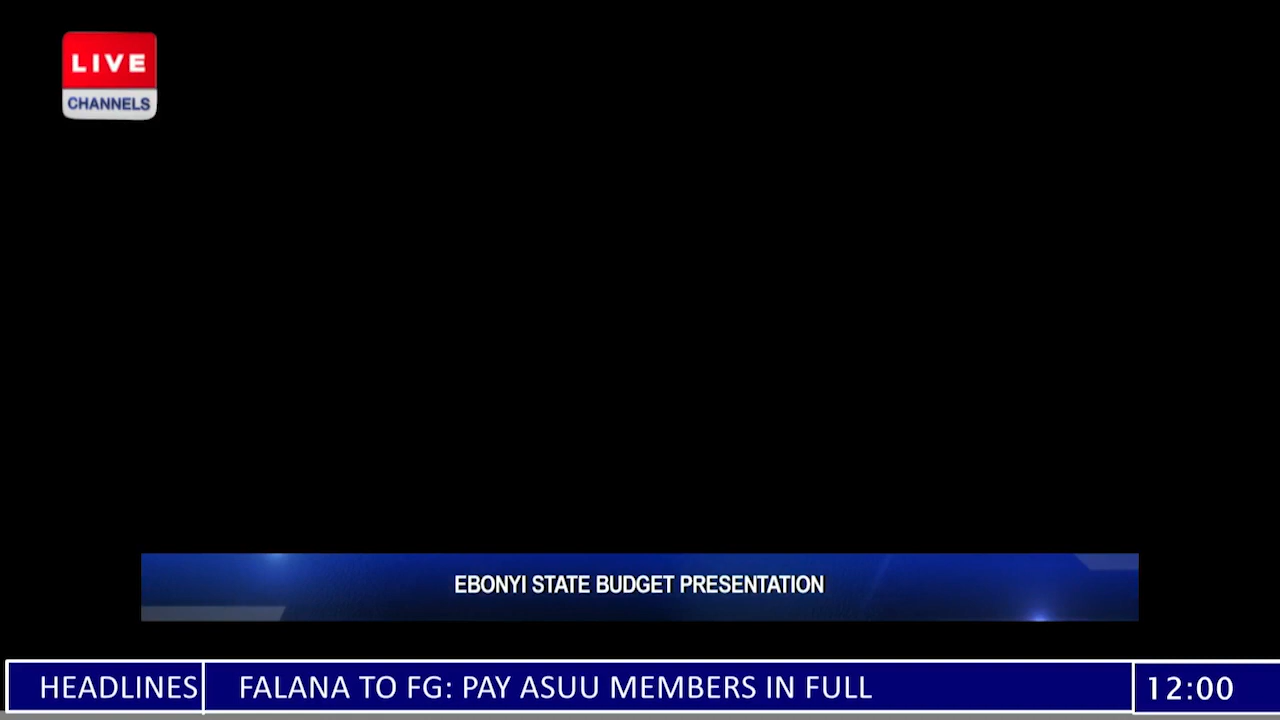 LIVE
CHANNELS
EBONYI STATE BUDGET PRESENTATION
HEADLINES
FALANA TO FG: PAY ASUU MEMBERS IN FULL
12:00